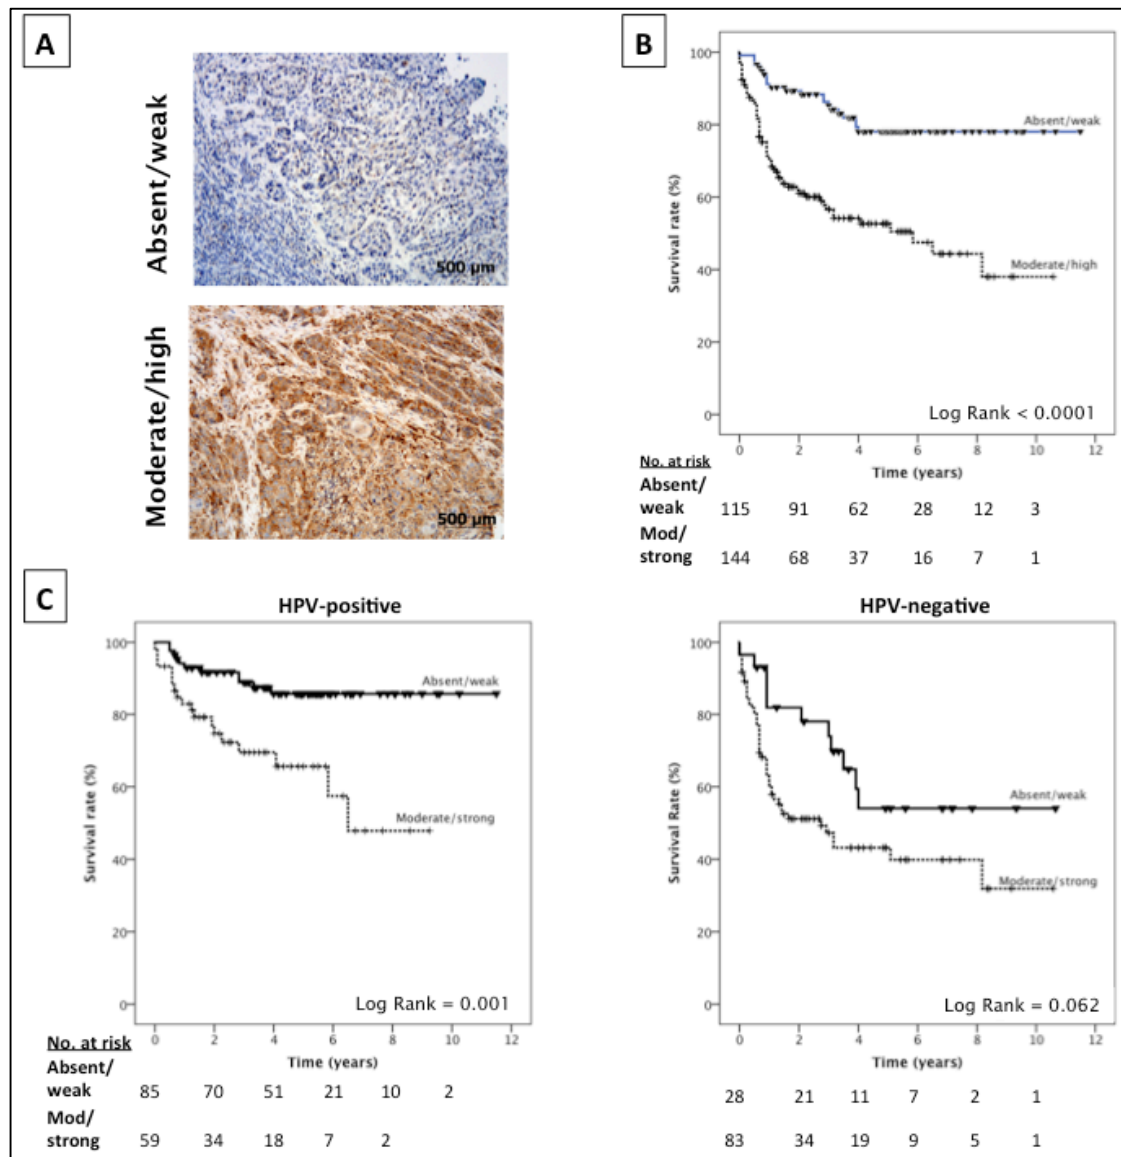 A
Absent/weak
500 µm
Moderate/high
500 µm
B
100
80
60
40
20
0
Survival rate (%)
Absent/weak
Moderate/high
Log Rank < 0.0001
0 2 4 6 8 10 12
Time (years)
No. at risk
Absent/
weak 115 91 62 28 12 3
Mod/
strong 144 68 37 16 7 1
C
HPV-positive
100
80
60
40
20
0
Survival rate (%)
Absent/weak
Moderate/strong
Log Rank = 0.001
0 2 4 6 8 10 12
Time (years)
No. at risk
Absent/
weak 85 70 51 21 10 2
Mod/
strong 59 34 18 7 2
HPV-negative
100
80
60
40
20
0
Survival Rate (%)
Absent/weak
Moderate/strong
Log Rank = 0.062
0 2 4 6 8 10 12
Time (years)
28 21 11 7 2 1
83 34 19 9 5 1